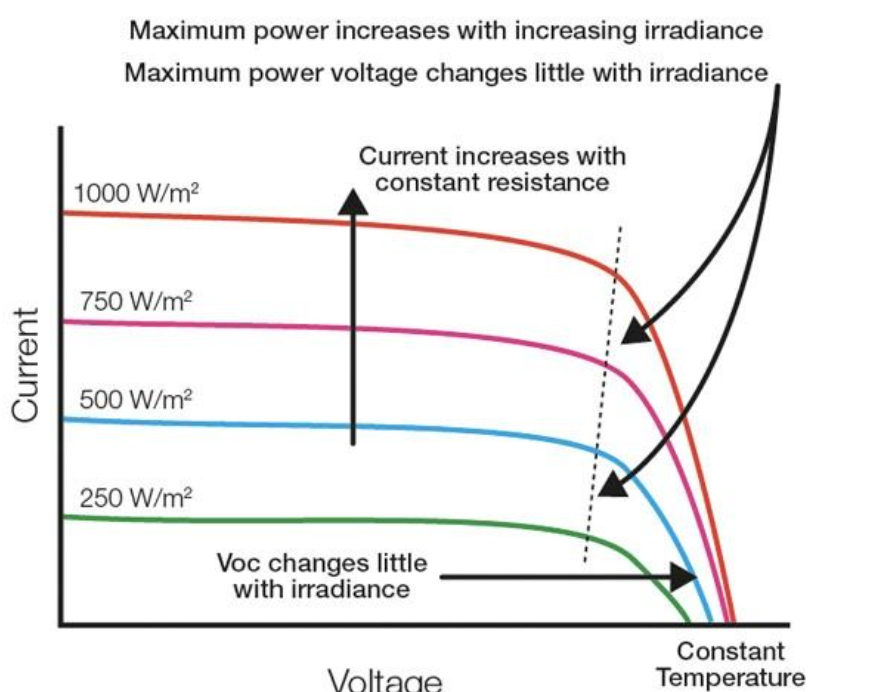 Maximum power increases with increasing irradiance
Maximum power voltage changes little with irradiance
Current increases with
constant resistance
1000 W/m²
750 W/m²
500 W/m²
250 W/m²
Current
Voc changes little
with irradiance
Constant
Temperature
Voltage